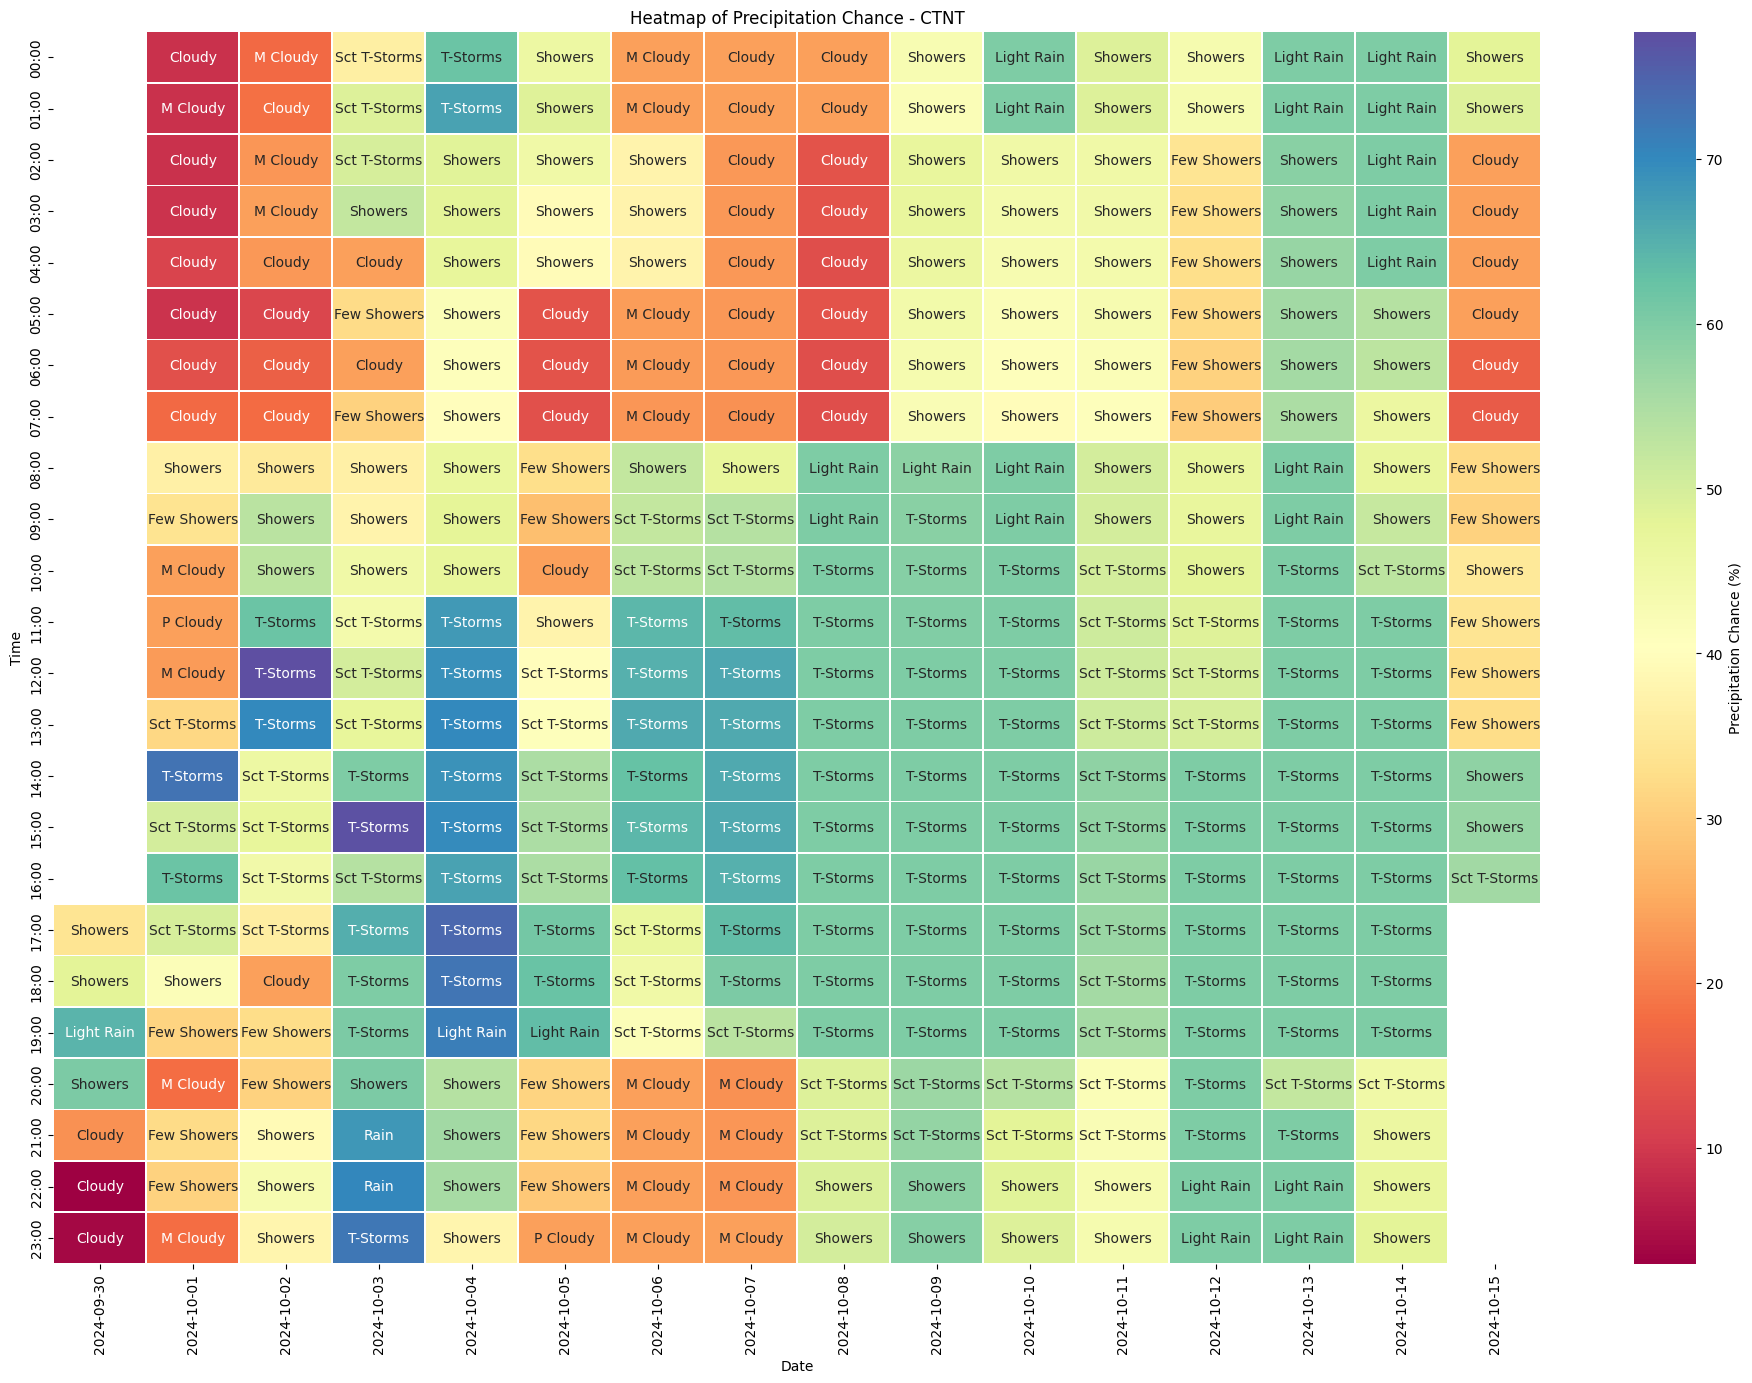 Heatmap of Precipitation Chance - CTNT
00:00 Cloudy M Cloudy Sct T-Storms T-Storms Showers M Cloudy Cloudy Cloudy Showers Light Rain Showers Showers Light Rain Light Rain Showers
01:00 M Cloudy Cloudy Sct T-Storms T-Storms Showers M Cloudy Cloudy Cloudy Showers Light Rain Showers Showers Light Rain Light Rain Showers
02:00 Cloudy M Cloudy Sct T-Storms Showers Showers Showers Cloudy Cloudy Showers Showers Showers Few Showers Showers Light Rain Cloudy
03:00 Cloudy M Cloudy Showers Showers Showers Showers Cloudy Cloudy Showers Showers Showers Few Showers Showers Light Rain Cloudy
04:00 Cloudy Cloudy Cloudy Showers Showers Showers Cloudy Cloudy Showers Showers Showers Few Showers Showers Light Rain Cloudy
05:00 Cloudy Cloudy Few Showers Showers Cloudy M Cloudy Cloudy Cloudy Showers Showers Showers Few Showers Showers Showers Cloudy
06:00 Cloudy Cloudy Cloudy Showers Cloudy M Cloudy Cloudy Cloudy Showers Showers Showers Few Showers Showers Showers Cloudy
07:00 Cloudy Cloudy Few Showers Showers Cloudy M Cloudy Cloudy Cloudy Showers Showers Showers Few Showers Showers Showers Cloudy
08:00 Showers Showers Showers Showers Few Showers Showers Showers Light Rain Light Rain Light Rain Showers Showers Light Rain Showers Few Showers
09:00 Few Showers Showers Showers Showers Few Showers Sct T-Storms Sct T-Storms Light Rain T-Storms Light Rain Showers Showers Light Rain Showers Few Showers
10:00 M Cloudy Showers Showers Showers Cloudy Sct T-Storms Sct T-Storms T-Storms T-Storms T-Storms Sct T-Storms Showers T-Storms Sct T-Storms Showers
11:00 P Cloudy T-Storms Sct T-Storms T-Storms Showers T-Storms T-Storms T-Storms T-Storms T-Storms Sct T-Storms Sct T-Storms T-Storms T-Storms Few Showers
12:00 M Cloudy T-Storms Sct T-Storms T-Storms Sct T-Storms T-Storms T-Storms T-Storms T-Storms T-Storms Sct T-Storms Sct T-Storms T-Storms T-Storms Few Showers
13:00 Sct T-Storms T-Storms Sct T-Storms T-Storms Sct T-Storms T-Storms T-Storms T-Storms T-Storms T-Storms Sct T-Storms Sct T-Storms T-Storms T-Storms Few Showers
14:00 T-Storms Sct T-Storms T-Storms T-Storms Sct T-Storms T-Storms T-Storms T-Storms T-Storms T-Storms Sct T-Storms T-Storms T-Storms T-Storms Showers
15:00 Sct T-Storms Sct T-Storms T-Storms T-Storms Sct T-Storms T-Storms T-Storms T-Storms T-Storms T-Storms Sct T-Storms T-Storms T-Storms T-Storms Showers
16:00 T-Storms Sct T-Storms Sct T-Storms T-Storms Sct T-Storms T-Storms T-Storms T-Storms T-Storms T-Storms Sct T-Storms T-Storms T-Storms T-Storms Sct T-Storms
17:00 Showers Sct T-Storms Sct T-Storms T-Storms T-Storms T-Storms Sct T-Storms T-Storms T-Storms T-Storms T-Storms Sct T-Storms T-Storms T-Storms T-Storms
18:00 Showers Showers Cloudy T-Storms T-Storms T-Storms Sct T-Storms T-Storms T-Storms T-Storms T-Storms Sct T-Storms T-Storms T-Storms T-Storms
19:00 Light Rain Few Showers Few Showers T-Storms Light Rain Light Rain Sct T-Storms Sct T-Storms T-Storms T-Storms T-Storms Sct T-Storms T-Storms T-Storms T-Storms
20:00 Showers M Cloudy Few Showers Showers Showers Few Showers M Cloudy M Cloudy Sct T-Storms Sct T-Storms Sct T-Storms Sct T-Storms T-Storms Sct T-Storms Sct T-Storms
21:00 Cloudy Few Showers Showers Rain Showers Few Showers M Cloudy M Cloudy Sct T-Storms Sct T-Storms Sct T-Storms Sct T-Storms T-Storms T-Storms Showers
22:00 Cloudy Few Showers Showers Rain Showers Few Showers M Cloudy M Cloudy Showers Showers Showers Showers Light Rain Light Rain Showers
23:00 Cloudy M Cloudy Showers T-Storms Showers P Cloudy M Cloudy M Cloudy Showers Showers Showers Showers Light Rain Light Rain Showers
Time
2024-09-30 2024-10-01 2024-10-02 2024-10-03 2024-10-04 2024-10-05 2024-10-06 2024-10-07 2024-10-08 2024-10-09 2024-10-10 2024-10-11 2024-10-12 2024-10-13 2024-10-14 2024-10-15
Date
70
60
50
40
30
20
10
Precipitation Chance (%)